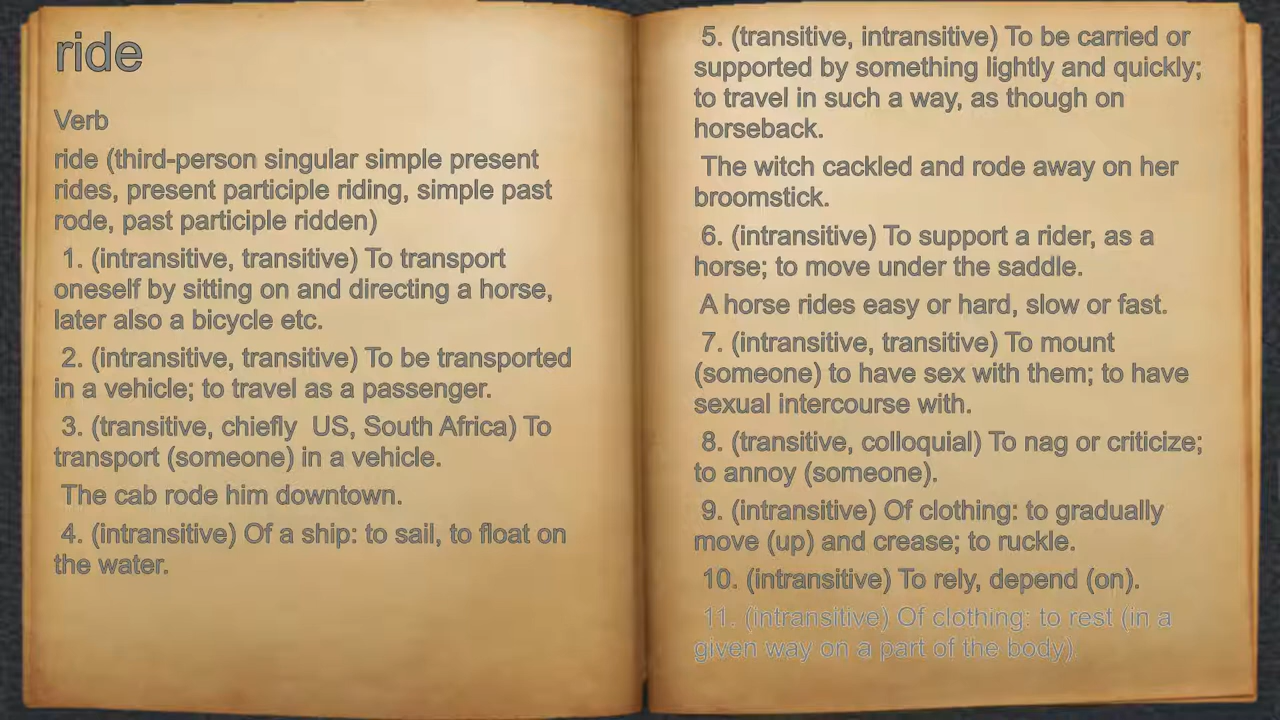 ride
Verb
ride (third-person singular simple present
rides, present participle riding, simple past
rode, past participle ridden)
1. (intransitive, transitive) To transport
oneself by sitting on and directing a horse,
later also a bicycle etc.
2. (intransitive, transitive) To be transported
in a vehicle; to travel as a passenger.
3. (transitive, chiefly  US, South Africa) To
transport (someone) in a vehicle.
The cab rode him downtown.
4. (intransitive) Of a ship: to sail, to float on
the water.
5. (transitive, intransitive) To be carried or
supported by something lightly and quickly;
to travel in such a way, as though on
horseback.
The witch cackled and rode away on her
broomstick.
6. (intransitive) To support a rider, as a
horse; to move under the saddle.
A horse rides easy or hard, slow or fast.
7. (intransitive, transitive) To mount
(someone) to have sex with them; to have
sexual intercourse with.
8. (transitive, colloquial) To nag or criticize;
to annoy (someone).
9. (intransitive) Of clothing: to gradually
move (up) and crease; to ruckle.
10. (intransitive) To rely, depend (on).
11. (intransitive) Of clothing: to rest (in a
given way on a part of the body).